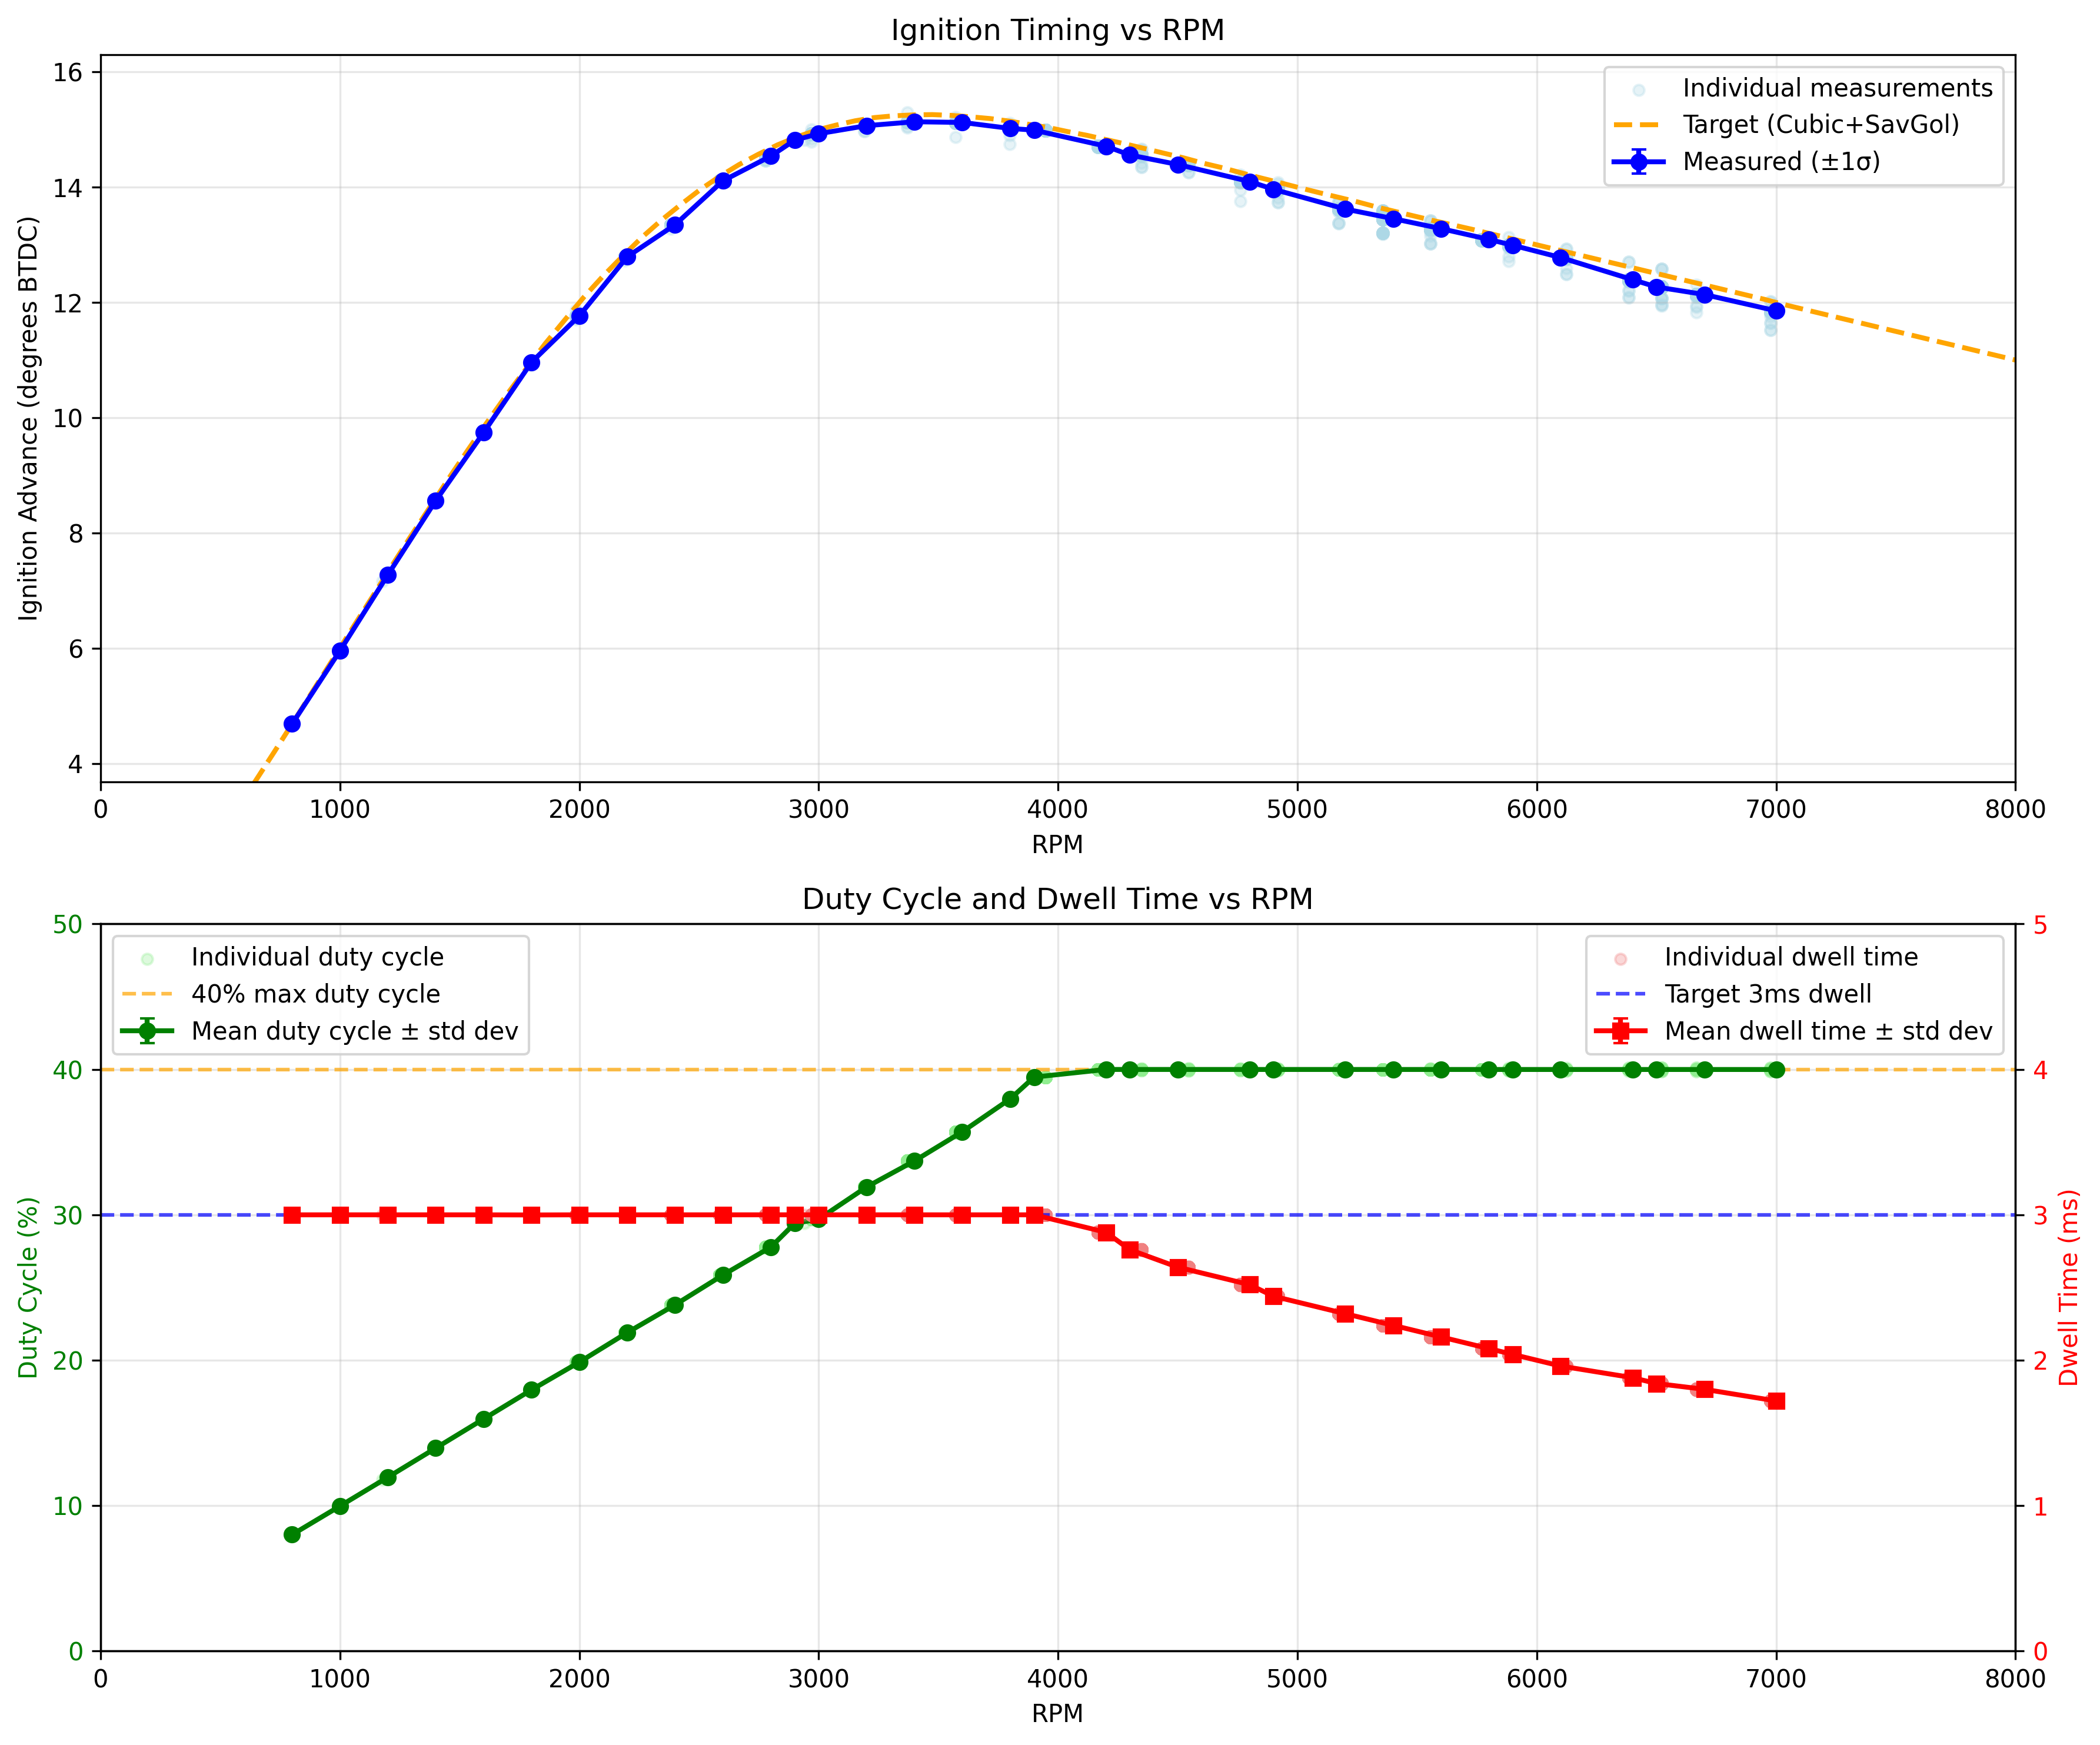 Ignition Timing vs RPM
Ignition Advance (degrees BTDC)
16
14
12
10
8
6
4
Individual measurements
Target (Cubic+SavGol)
Measured (±1σ)
0 1000 2000 3000 4000 5000 6000 7000 8000
RPM
Duty Cycle and Dwell Time vs RPM
Duty Cycle (%)
50
40
30
20
10
0
Individual duty cycle
40% max duty cycle
Mean duty cycle ± std dev
Individual dwell time
Target 3ms dwell
Mean dwell time ± std dev
5
4
3
2
1
0
Dwell Time (ms)
0 1000 2000 3000 4000 5000 6000 7000 8000
RPM